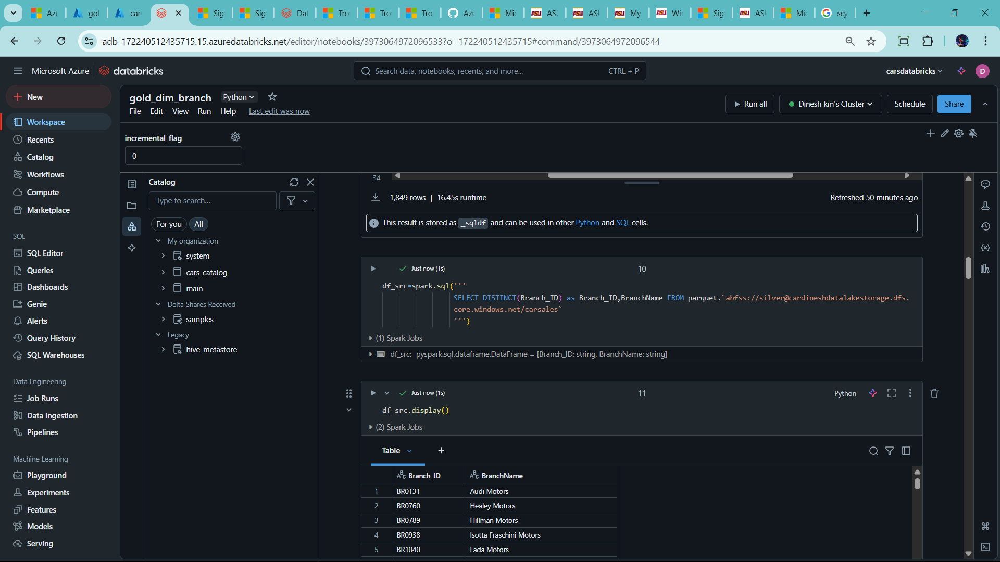 Azu
gol
car
Sig
Sig
Dat
Tro
Tro
Tro
Azu
Mic
ASU
ASU
ASU
My
ASU
Win
Sig
ASU
ASU
Mic
scy
adb-172240512435715.15.azuredatabricks.net/editor/notebooks/3973064972096533?o=172240512435715#command/3973064972096544
Microsoft Azure
databricks
Search data, notebooks, recents, and more...
CTRL + P
carsdatabricks
D
New
Workspace
Recents
Catalog
Workflows
Compute
Marketplace
SQL
SQL Editor
Queries
Dashboards
Genie
Alerts
Query History
SQL Warehouses
Data Engineering
Job Runs
Data Ingestion
Pipelines
Machine Learning
Playground
Experiments
Features
Models
Serving
gold_dim_branch
Python
File Edit View Run Help Last edit was now
Run all
Dinesh km's Cluster
Schedule
Share
incremental_flag
0
Catalog
Type to search...
For you
All
My organization
system
cars_catalog
main
Delta Shares Received
samples
Legacy
hive_metastore
34
1,849 rows | 16.45s runtime
Refreshed 50 minutes ago
This result is stored as _sqldf and can be used in other Python and SQL cells.
Just now (1s)
10
df_src=spark.sql('''
SELECT DISTINCT(Branch_ID) as Branch_ID,BranchName FROM parquet.`abfss://silver@cardineshdatalakestorage.dfs.
core.windows.net/carsales`
''')
(1) Spark Jobs
df_src: pyspark.sql.dataframe.DataFrame = [Branch_ID: string, BranchName: string]
Just now (1s)
11
Python
df_src.display()
(2) Spark Jobs
Table
Branch_ID BranchName
1 BR0131 Audi Motors
2 BR0760 Healey Motors
3 BR0789 Hillman Motors
4 BR0938 Isotta Fraschini Motors
5 BR1040 Lada Motors